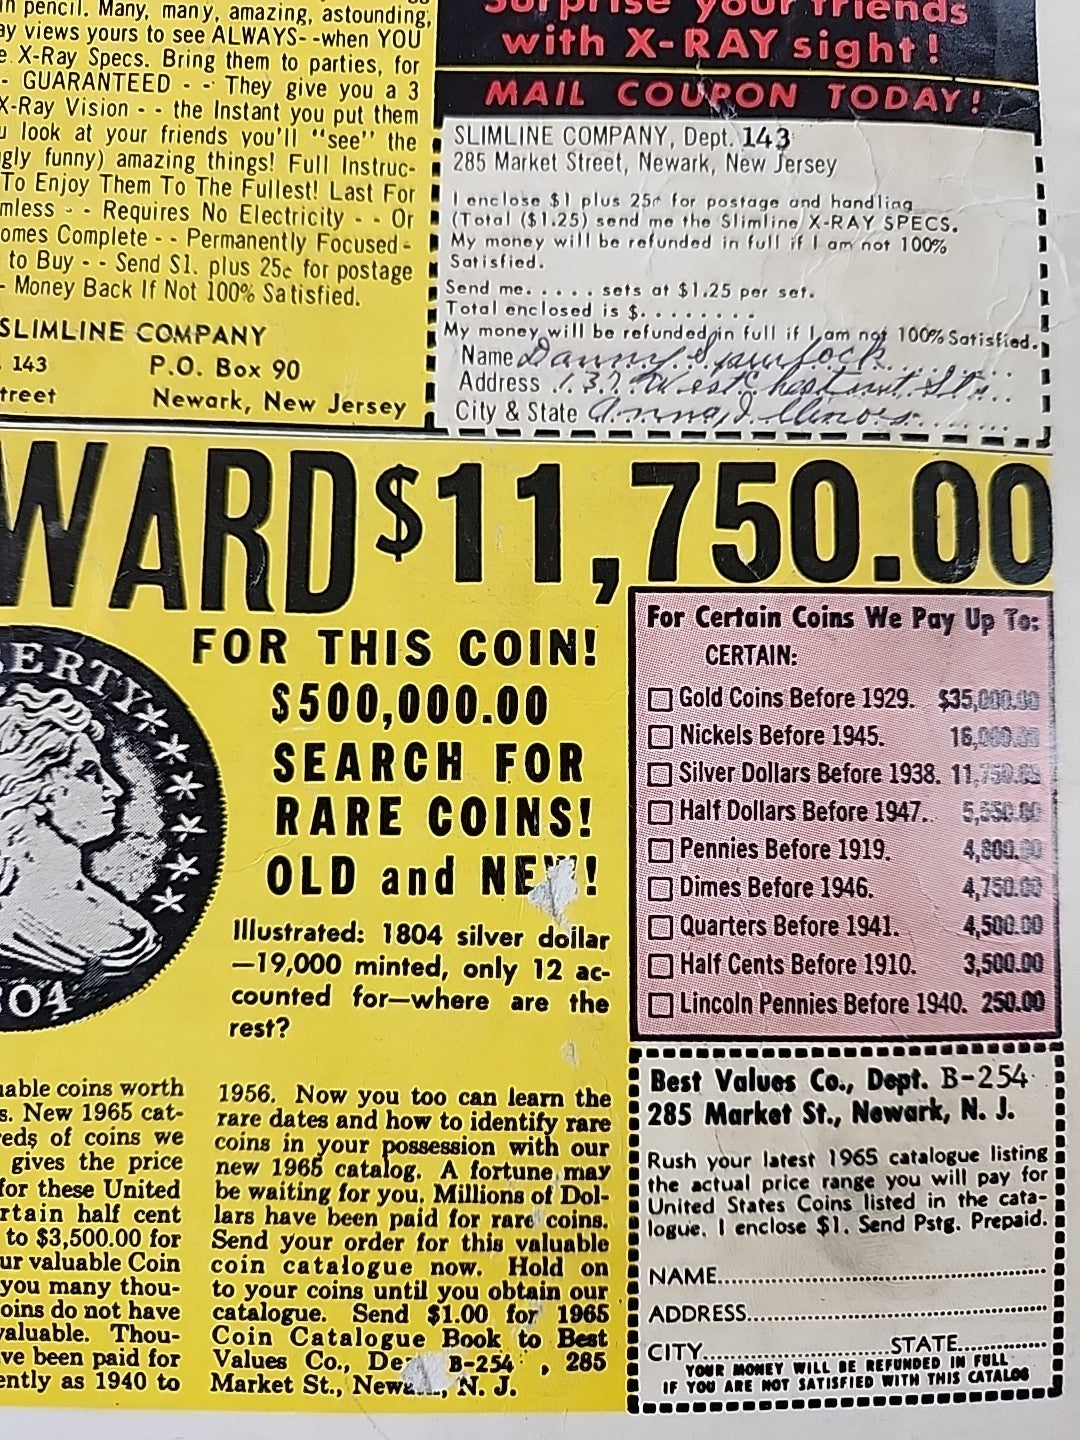 n pencil. Many, many, amazing, astounding,
ay views yours to see ALWAYS--when YOU
e X-Ray Specs. Bring them to parties, for
- GUARANTEED - - They give you a 3
X-Ray Vision - - the Instant you put them
u look at your friends you'll "see" the
gly funny) amazing things! Full Instruc-
To Enjoy Them To The Fullest! Last For
mless - - Requires No Electricity - - Or
omes Complete - - Permanently Focused -
to Buy - - Send $1. plus 25c for postage
- Money Back If Not 100% Satisfied.
SLIMLINE COMPANY
143 P.O. Box 90
treet Newark, New Jersey
Surprise your friends
with X-RAY sight!
MAIL COUPON TODAY!
SLIMLINE COMPANY, Dept. 143
285 Market Street, Newark, New Jersey
I enclose $1 plus 25c for postage and handling
(Total ($1.25) send me the Slimline X-RAY SPECS.
My money will be refunded in full if I am not 100%
Satisfied.
Send me..... sets at $1.25 per set.
Total enclosed is $........
My money will be refunded in full if I am not 100% Satisfied.
Name Danny
Address 137 West Chestnut St.
City & State Anna, Illinois
WARD $11,750.00
FOR THIS COIN!
$500,000.00
SEARCH FOR
RARE COINS!
OLD and NEW!
Illustrated: 1804 silver dollar
—19,000 minted, only 12 ac-
counted for—where are the
rest?
BERTY
804
For Certain Coins We Pay Up To:
CERTAIN:
Gold Coins Before 1929. $35,000.00
Nickels Before 1945. 16,000.00
Silver Dollars Before 1938. 11,750.00
Half Dollars Before 1947. 5,550.00
Pennies Before 1919. 4,800.00
Dimes Before 1946. 4,750.00
Quarters Before 1941. 4,500.00
Half Cents Before 1910. 3,500.00
Lincoln Pennies Before 1940. 250.00
uable coins worth
s. New 1965 cat-
reds of coins we
gives the price
for these United
rtain half cent
to $3,500.00 for
ur valuable Coin
you many thou-
oins do not have
valuable. Thou-
ve been paid for
ently as 1940 to
1956. Now you too can learn the
rare dates and how to identify rare
coins in your possession with our
new 1965 catalog. A fortune may
be waiting for you. Millions of Dol-
lars have been paid for rare coins.
Send your order for this valuable
coin catalogue now. Hold on
to your coins until you obtain our
catalogue. Send $1.00 for 1965
Coin Catalogue Book to Best
Values Co., De B-254 , 285
Market St., Newark, N. J.
Best Values Co., Dept. B-254
285 Market St., Newark, N. J.
Rush your latest 1965 catalogue listing
the actual price range you will pay for
United States Coins listed in the cata-
logue. I enclose $1. Send Pstg. Prepaid.
NAME
ADDRESS
CITY STATE
YOUR MONEY WILL BE REFUNDED IN FULL
IF YOU ARE NOT SATISFIED WITH THIS CATALOG